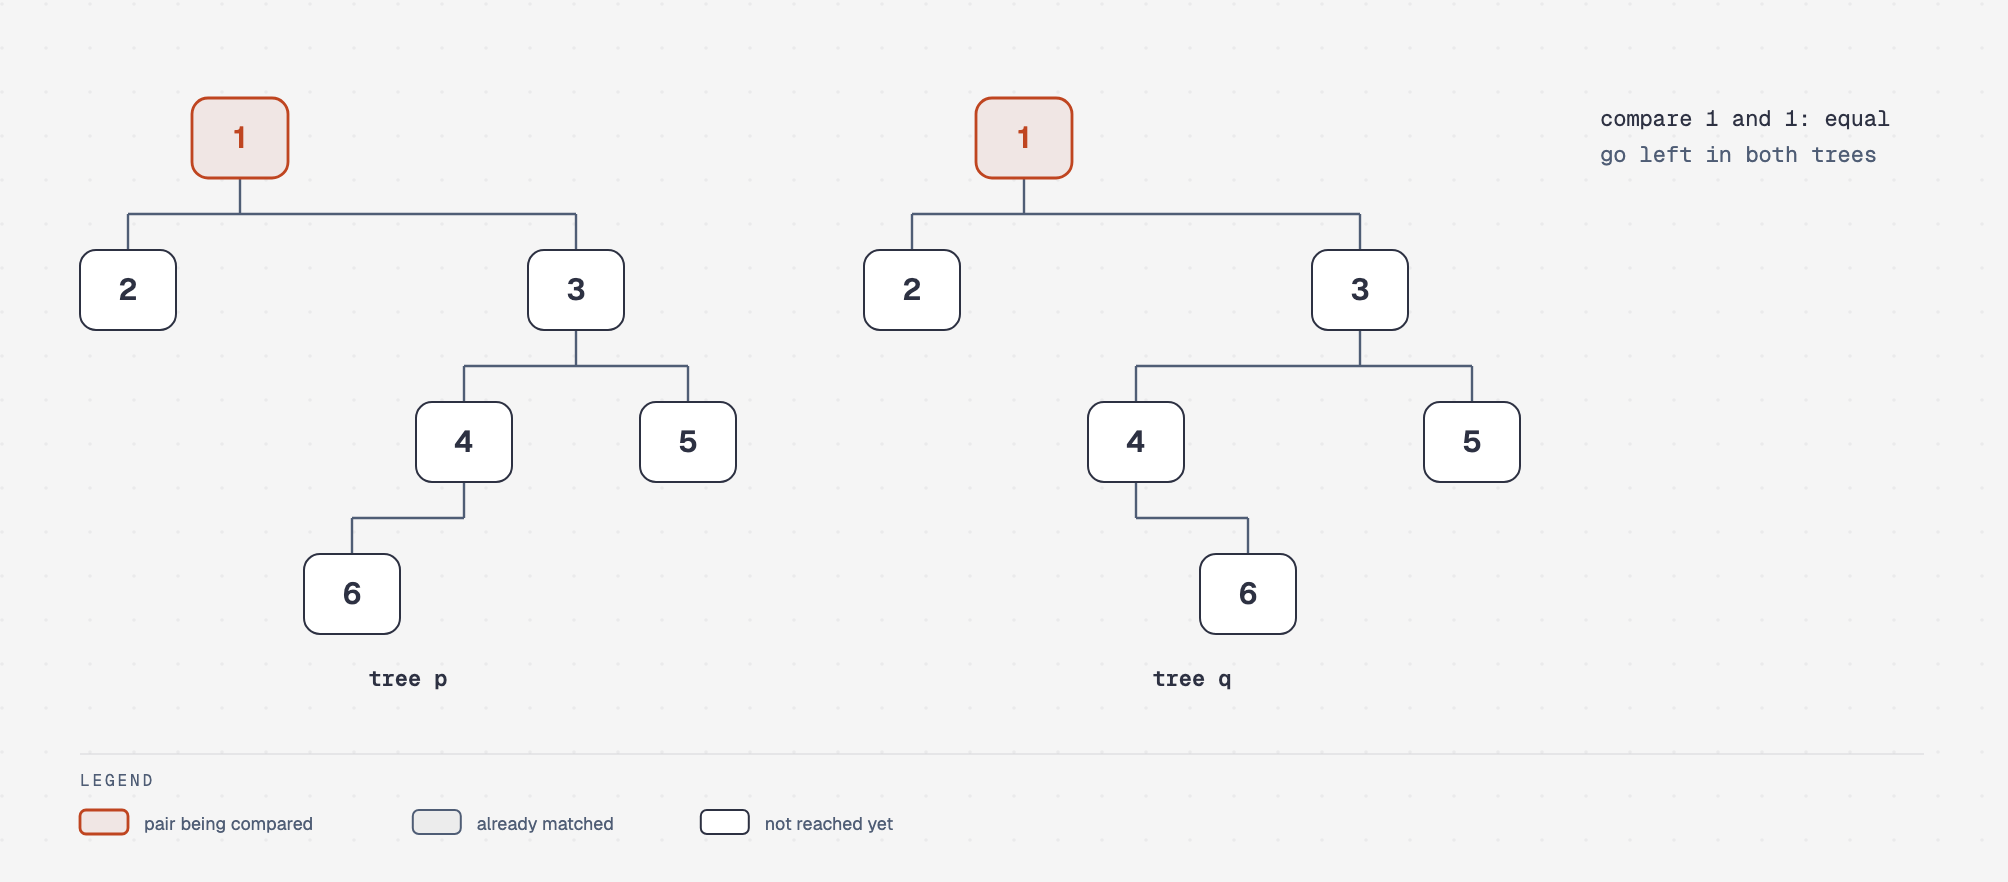 1
1
compare 1 and 1: equal
go left in both trees
2
3
2
3
4
5
4
5
6
6
tree p
tree q
LEGEND
pair being compared
already matched
not reached yet